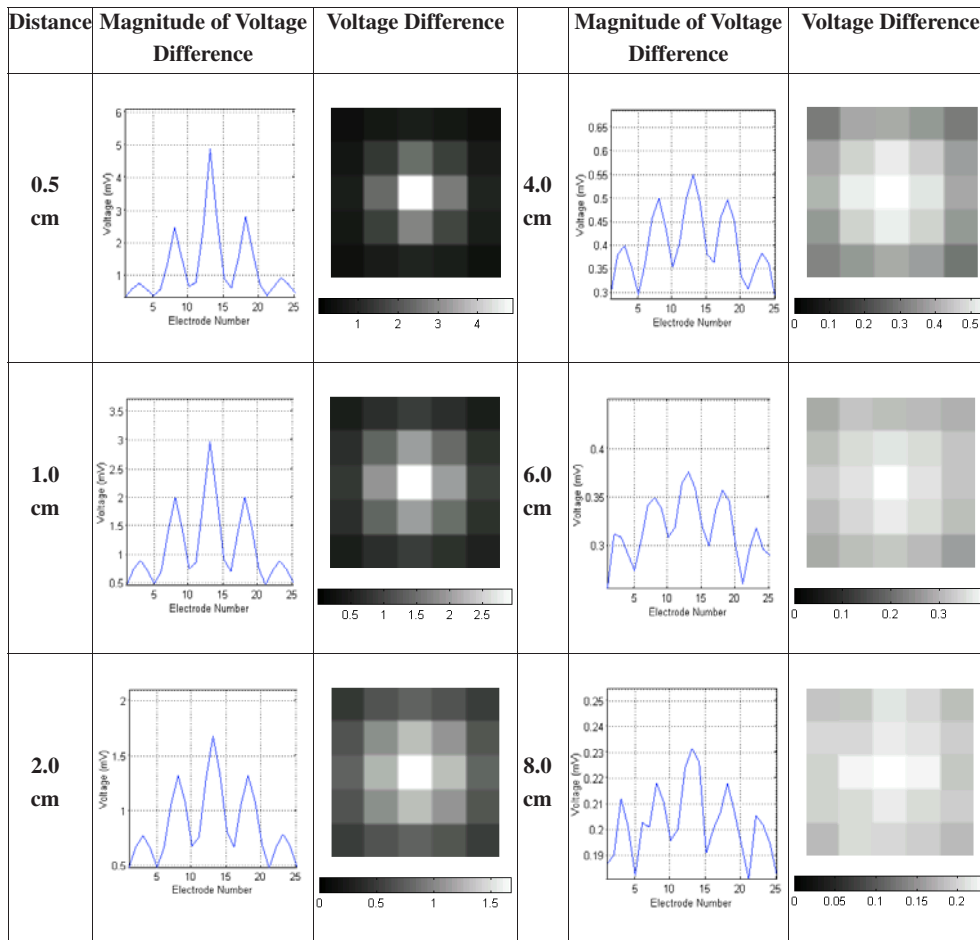 Distance Magnitude of Voltage Difference Voltage Difference Magnitude of Voltage Difference Voltage Difference
0.5 cm
6
5
4
3
2
1
Voltage (mV)
5 10 15 20 25
Electrode Number
1 2 3 4
4.0 cm
0.65
0.6
0.55
0.5
0.45
0.4
0.35
0.3
Voltage (mV)
5 10 15 20 25
Electrode Number
0 0.1 0.2 0.3 0.4 0.5
1.0 cm
3.5
3
2.5
2
1.5
1
0.5
Voltage (mV)
5 10 15 20 25
Electrode Number
0.5 1 1.5 2 2.5
6.0 cm
0.4
0.35
0.3
Voltage (mV)
5 10 15 20 25
Electrode Number
0 0.1 0.2 0.3
2.0 cm
2
1.5
1
0.5
Voltage (mV)
5 10 15 20 25
Electrode Number
0 0.5 1 1.5
8.0 cm
0.25
0.24
0.23
0.22
0.21
0.2
0.19
Voltage (mV)
5 10 15 20 25
Electrode Number
0 0.05 0.1 0.15 0.2